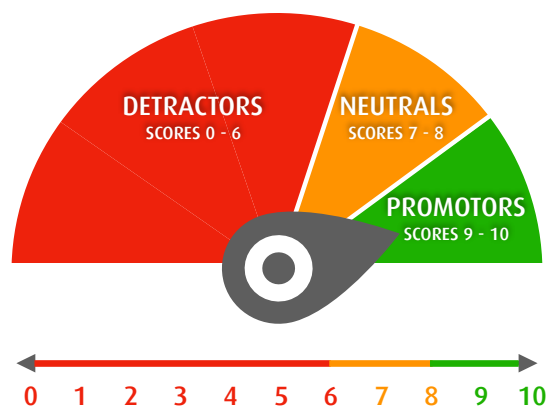 DETRACTORS
SCORES 0 - 6
NEUTRALS
SCORES 7 - 8
PROMOTORS
SCORES 9 - 10
0 1 2 3 4 5 6 7 8 9 10